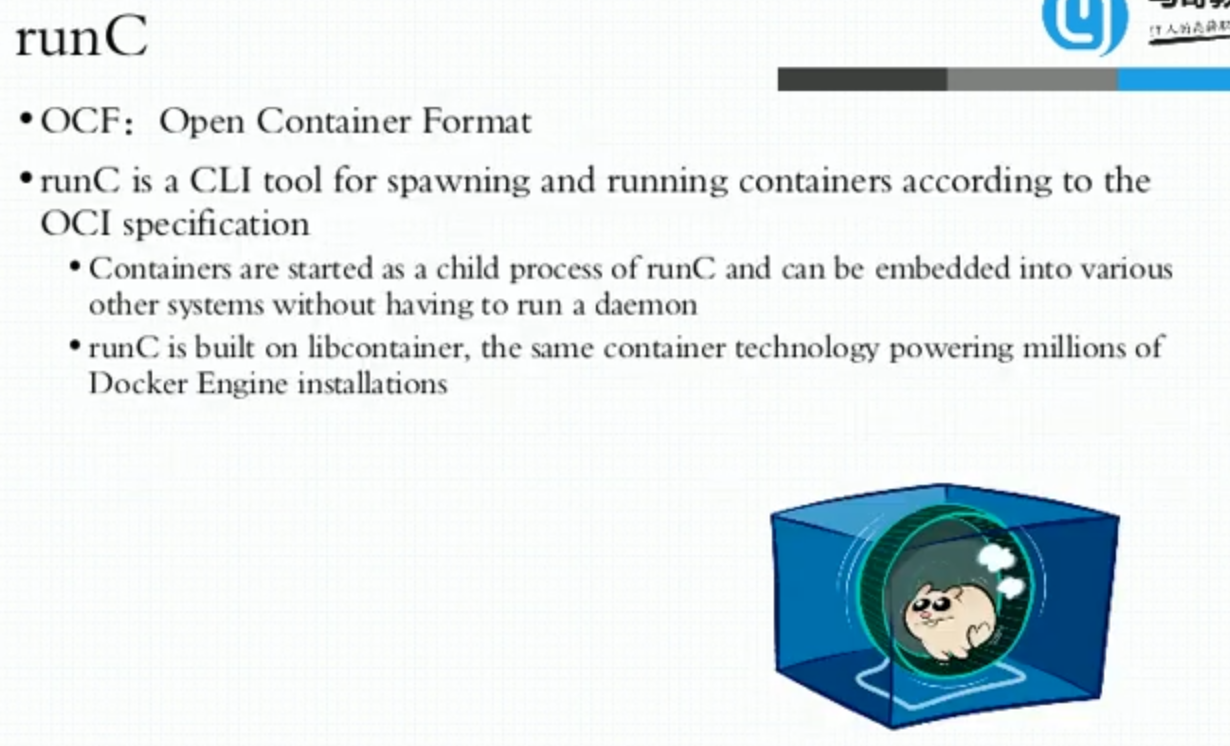 runC
•OCF： Open Container Format
•runC is a CLI tool for spawning and running containers according to the
OCI specification
•Containers are started as a child process of runC and can be embedded into various
other systems without having to run a daemon
•runC is built on libcontainer, the same container technology powering millions of
Docker Engine installations